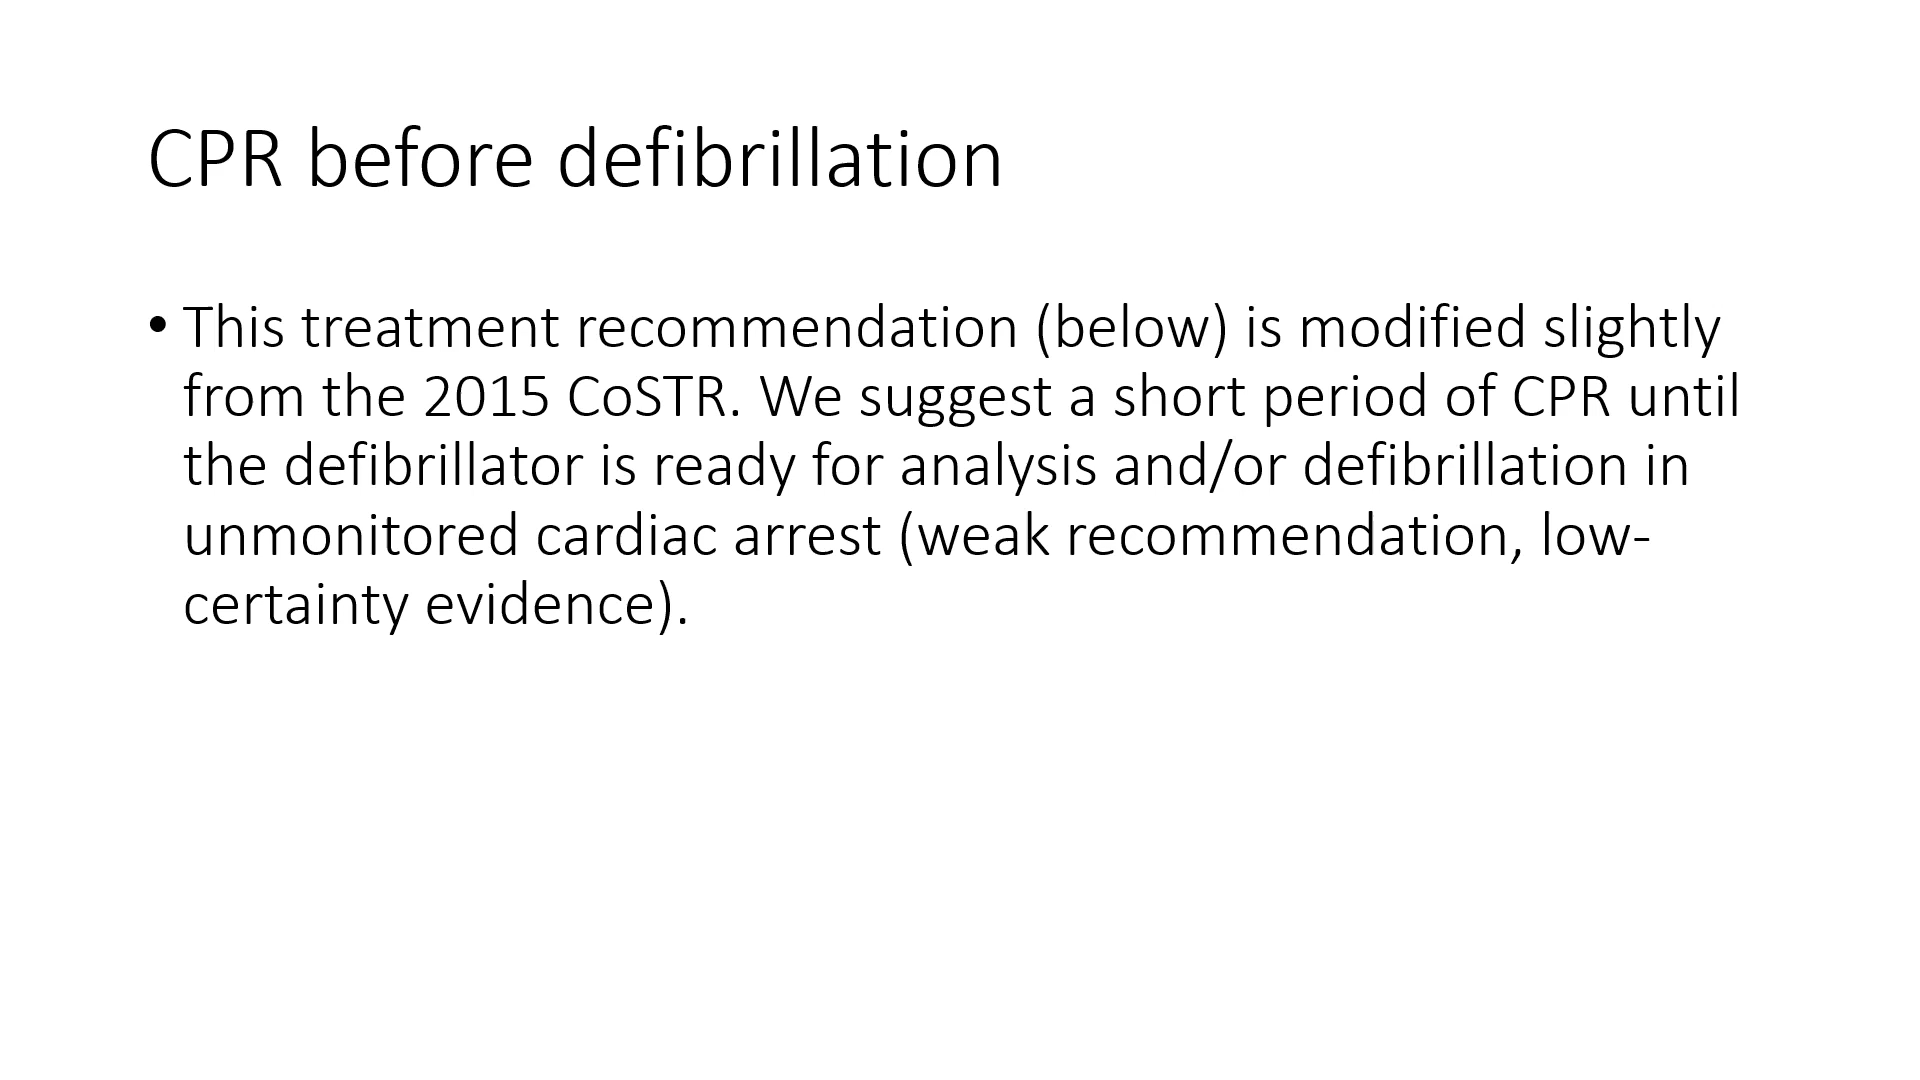 CPR before defibrillation
• This treatment recommendation (below) is modified slightly
from the 2015 CoSTR. We suggest a short period of CPR until
the defibrillator is ready for analysis and/or defibrillation in
unmonitored cardiac arrest (weak recommendation, low-
certainty evidence).